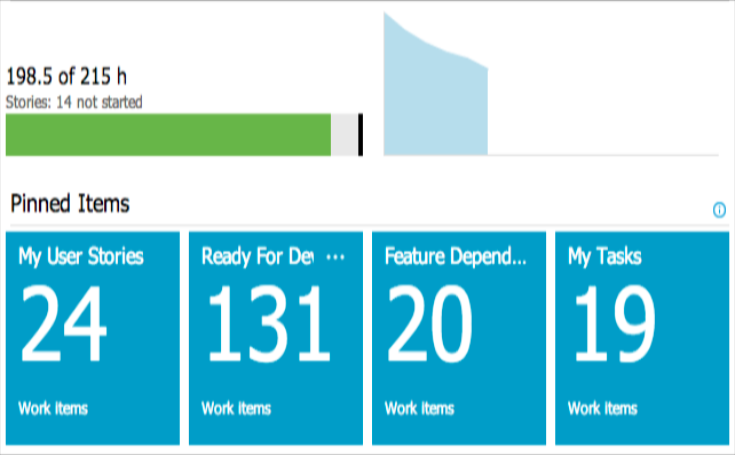 198.5 of 215 h
Stories: 14 not started
Pinned Items
My User Stories
24
Work items
Ready For Dev ...
131
Work items
Feature Depend...
20
Work items
My Tasks
19
Work items